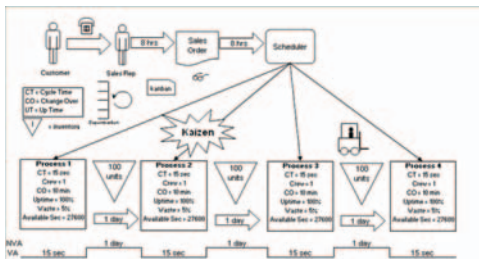 8 hrs
Sales
Order
8 hrs
Scheduler
Customer
Sales Rep
CT = Cycle Time
CO = Change Over
UT = Up Time
I
= Inventory
kanban
Kaizen
Process 1
CT = 15 sec
Crew = 1
CO = 10 min
Uptime = 100%
Waste = 5%
Available Sec = 27600
100
units
1 day
Process 2
CT = 15 sec
Crew = 1
CO = 10 min
Uptime = 100%
Waste = 5%
Available Sec = 27600
100
units
1 day
Process 3
CT = 15 sec
Crew = 1
CO = 10 min
Uptime = 100%
Waste = 5%
Available Sec = 27600
100
units
1 day
Process 4
CT = 15 sec
Crew = 1
CO = 10 min
Uptime = 100%
Waste = 5%
Available Sec = 27600
NVA
1 day
1 day
1 day
VA
15 sec
15 sec
15 sec
15 sec